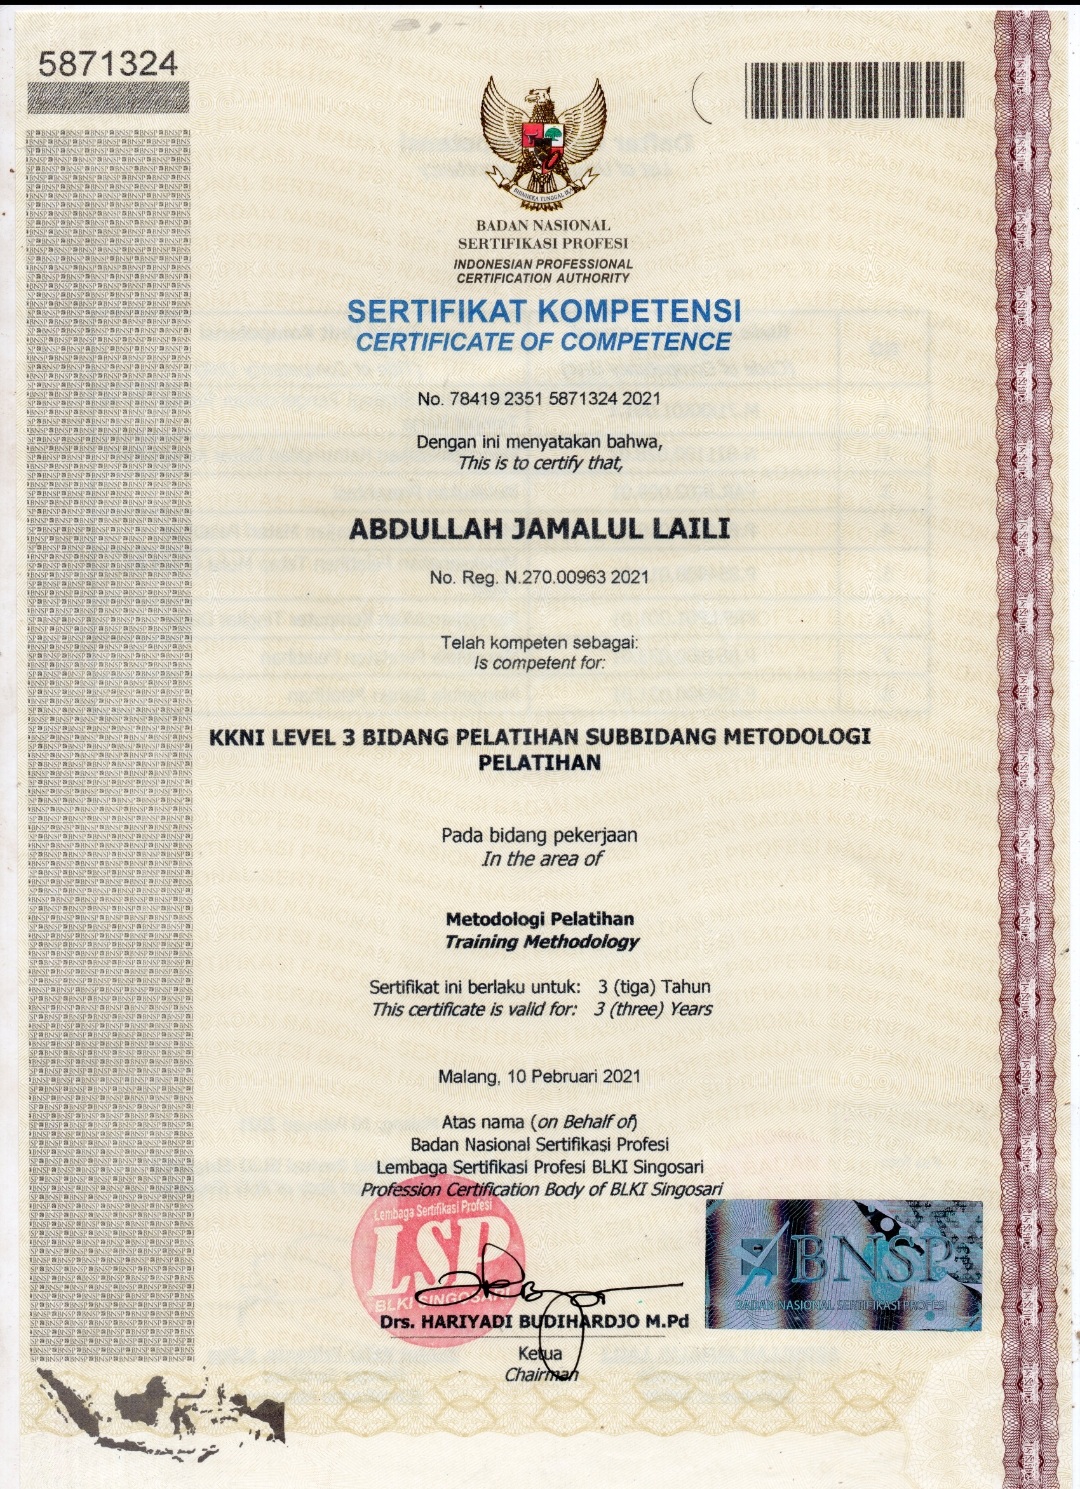 5871324
BADAN NASIONAL
SERTIFIKASI PROFESI
INDONESIAN PROFESSIONAL
CERTIFICATION AUTHORITY
SERTIFIKAT KOMPETENSI
CERTIFICATE OF COMPETENCE
No. 78419 2351 5871324 2021
Dengan ini menyatakan bahwa,
This is to certify that,
ABDULLAH JAMALUL LAILI
No. Reg. N.270.00963 2021
Telah kompeten sebagai:
Is competent for:
KKNI LEVEL 3 BIDANG PELATIHAN SUBBIDANG METODOLOGI
PELATIHAN
Pada bidang pekerjaan
In the area of
Metodologi Pelatihan
Training Methodology
Sertifikat ini berlaku untuk: 3 (tiga) Tahun
This certificate is valid for: 3 (three) Years
Malang, 10 Pebruari 2021
Atas nama (on Behalf of)
Badan Nasional Sertifikasi Profesi
Lembaga Sertifikasi Profesi BLKI Singosari
Profession Certification Body of BLKI Singosari
Lembaga Sertifikasi Profesi
LSP
BLKI SINGOSARI
BNSP
BADAN NASIONAL SERTIFIKASI PROFESI
Drs. HARIYADI BUDIHARDJO M.Pd
Ketua
Chairman